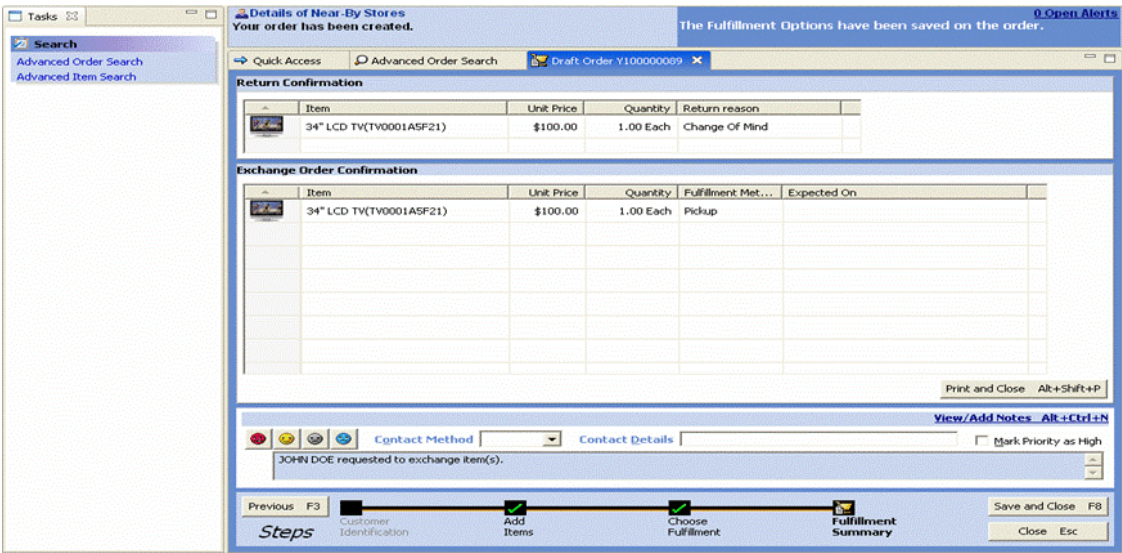 Tasks
Search
Advanced Order Search
Advanced Item Search
Details of Near-By Stores
Your order has been created.
0 Open Alerts
The Fulfillment Options have been saved on the order.
Quick Access
Advanced Order Search
Draft Order Y100000089
Return Confirmation
Item Unit Price Quantity Return reason
34" LCD TV(TV0001A5F21) $100.00 1.00 Each Change Of Mind
Exchange Order Confirmation
Item Unit Price Quantity Fulfillment Met... Expected On
34" LCD TV(TV0001A5F21) $100.00 1.00 Each Pickup
Print and Close Alt+Shift+P
View/Add Notes Alt+Ctrl+N
Contact Method Contact Details Mark Priority as High
JOHN DOE requested to exchange item(s).
Previous F3
Steps
Customer Identification
Add Items
Choose Fulfillment
Fulfillment Summary
Save and Close F8
Close Esc